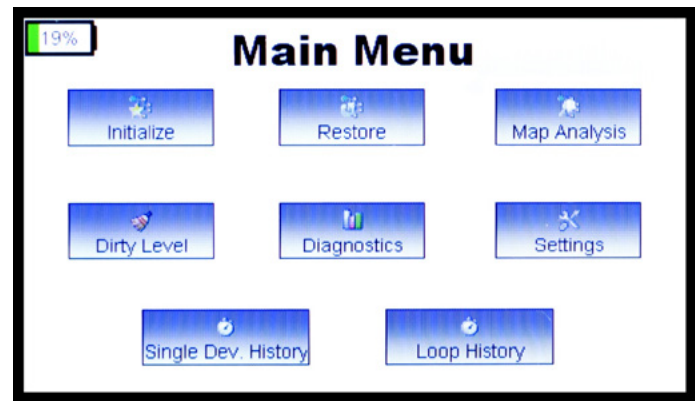 19%
Main Menu
Initialize Restore Map Analysis
Dirty Level Diagnostics Settings
Single Dev. History Loop History